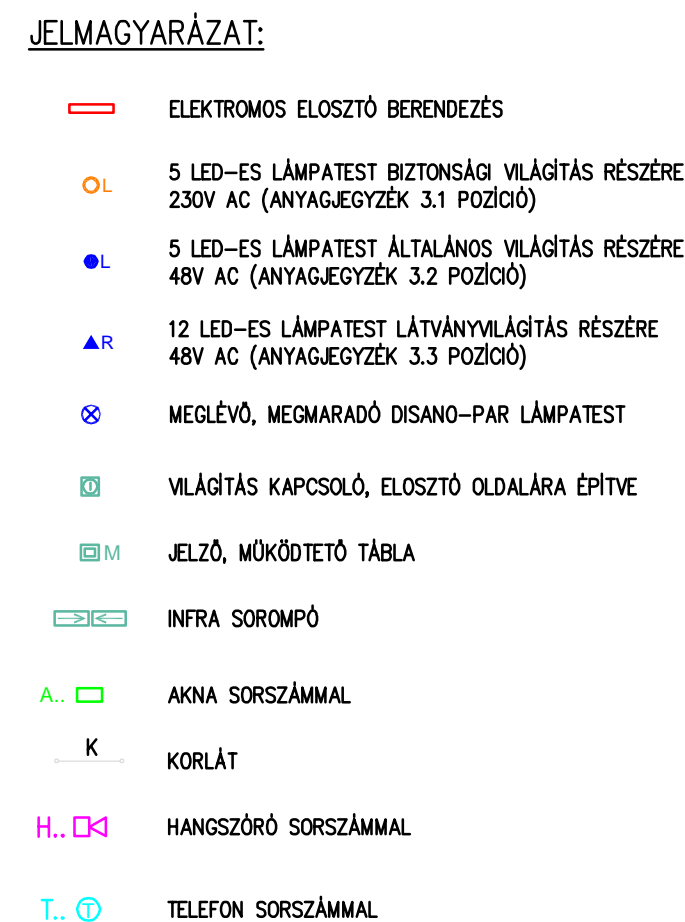 JELMAGYARÁZAT:
ELEKTROMOS ELOSZTÓ BERENDEZÉS
L
5 LED-ES LÁMPATEST BIZTONSÁGI VILÁGÍTÁS RÉSZÉRE
230V AC (ANYAGJEGYZÉK 3.1 POZÍCIÓ)
L
5 LED-ES LÁMPATEST ÁLTALÁNOS VILÁGÍTÁS RÉSZÉRE
48V AC (ANYAGJEGYZÉK 3.2 POZÍCIÓ)
R
12 LED-ES LÁMPATEST LÁTVÁNYVILÁGÍTÁS RÉSZÉRE
48V AC (ANYAGJEGYZÉK 3.3 POZÍCIÓ)
MEGLÉVŐ, MEGMARADÓ DISANO-PAR LÁMPATEST
VILÁGÍTÁS KAPCSOLÓ, ELOSZTÓ OLDALÁRA ÉPÍTVE
M JELZŐ, MŰKÖDTETŐ TÁBLA
INFRA SOROMPÓ
A.. AKNA SORSZÁMMAL
K
KORLÁT
H.. HANGSZÓRÓ SORSZÁMMAL
T.. T TELEFON SORSZÁMMAL